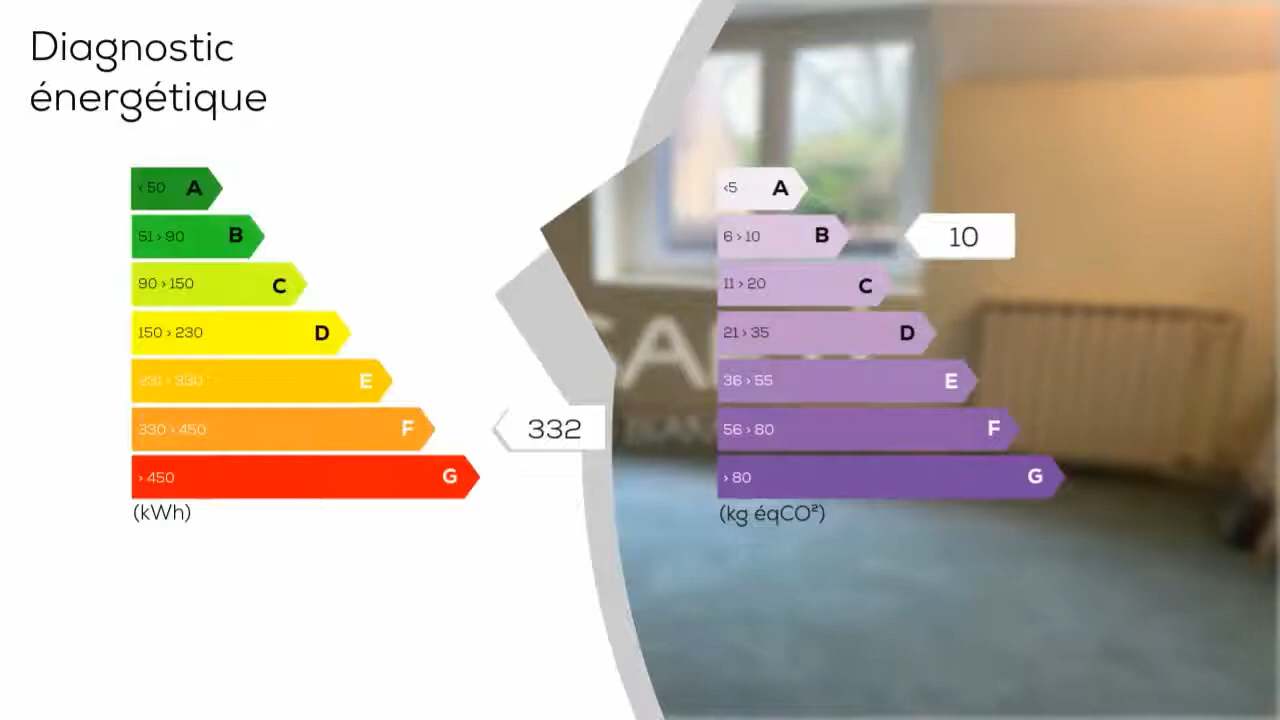 Diagnostic
énergétique
< 50 A
51 > 90 B
90 > 150 C
150 > 230 D
230 > 330 E
330 > 450 F
332
> 450 G
(kWh)
<5 A
6 > 10 B
10
11 > 20 C
21 > 35 D
36 > 55 E
56 > 80 F
> 80 G
(kg éqCO²)